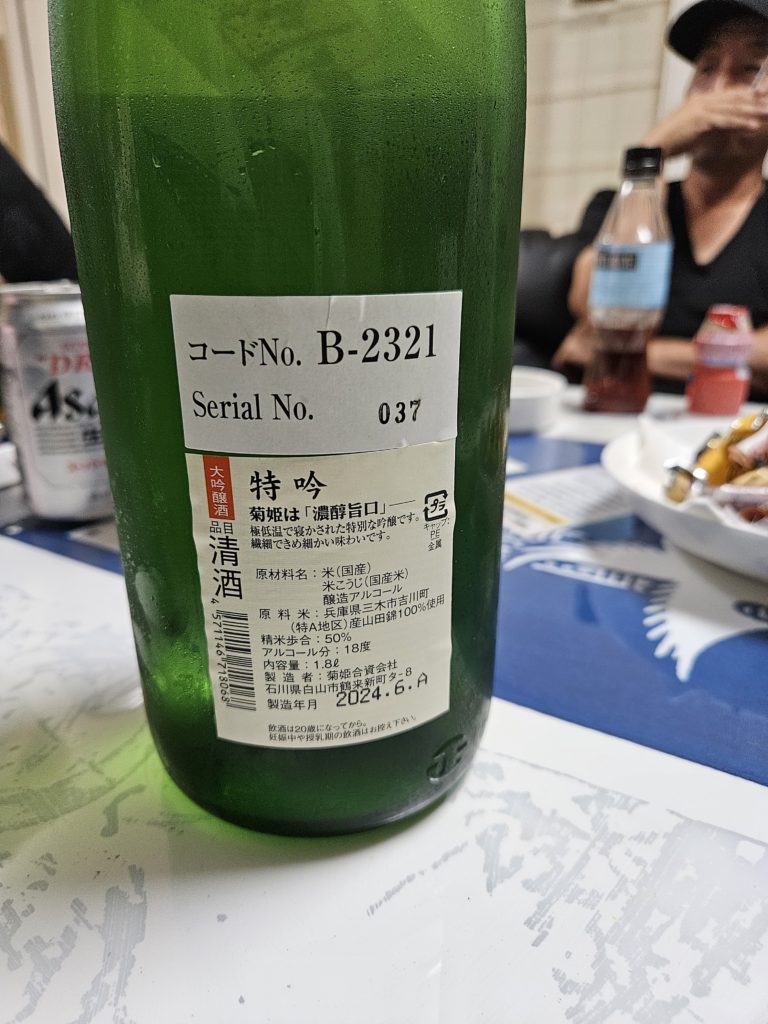 コードNo. B-2321
Serial No. 037
大吟醸酒
特吟
菊姫は「濃醇旨口」――
極低温で寝かされた特別な吟醸です。
繊細できめ細かい味わいです。
プラ
キャップ:
PE
金属
品目
清酒
原材料名：米(国産)
米こうじ(国産米)
醸造アルコール
原料米：兵庫県三木市吉川町
(特A地区)産山田錦100%使用
精米歩合：50%
アルコール分：18度
内容量：1.8ℓ
製造者：菊姫合資会社
石川県白山市鶴来新町タ-8
製造年月 2024.6.A
4571146718068
飲酒は20歳になってから。
妊娠中や授乳期の飲酒はお控え下さい。
正
Asa